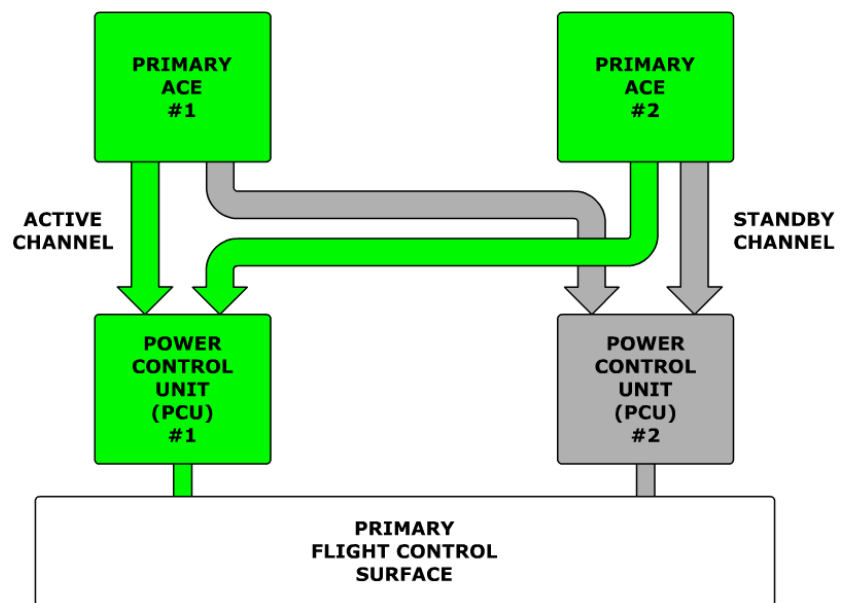 PRIMARY
ACE
#1
PRIMARY
ACE
#2
ACTIVE
CHANNEL
STANDBY
CHANNEL
POWER
CONTROL
UNIT
(PCU)
#1
POWER
CONTROL
UNIT
(PCU)
#2
PRIMARY
FLIGHT CONTROL
SURFACE